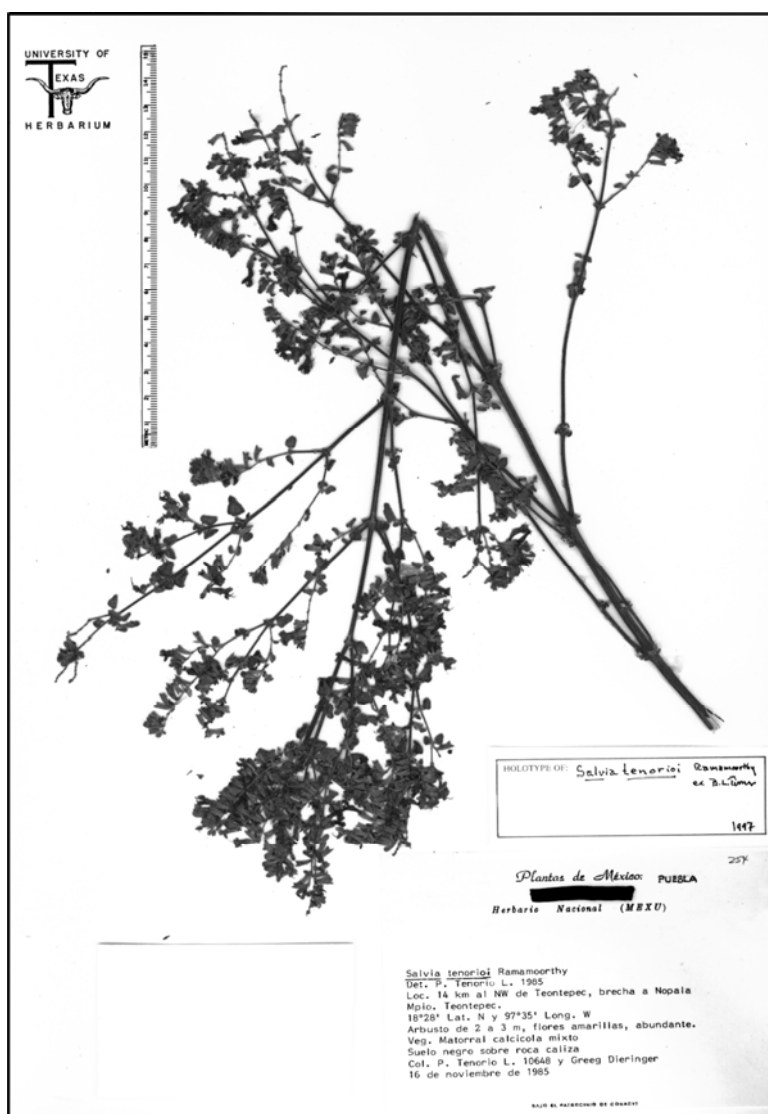 UNIVERSITY OF
TEXAS
HERBARIUM
HOLOTYPE OF: Salvia tenorioi Ramamoorthy
ex B.L. Turner
1997
254
Plantas de México: PUEBLA
Herbario Nacional (MEXU)
Salvia tenorioi Ramamoorthy
Det. P. Tenorio L. 1985
Loc. 14 km al NW de Teontepec, brecha a Nopala
Mpio. Teontepec.
18°28' Lat. N y 97°35' Long. W
Arbusto de 2 a 3 m, flores amarillas, abundante.
Veg. Matorral calcicola mixto
Suelo negro sobre roca caliza
Col. P. Tenorio L. 10648 y Greeg Dieringer
16 de noviembre de 1985
BAJO EL PATROCINIO DE CONACYT